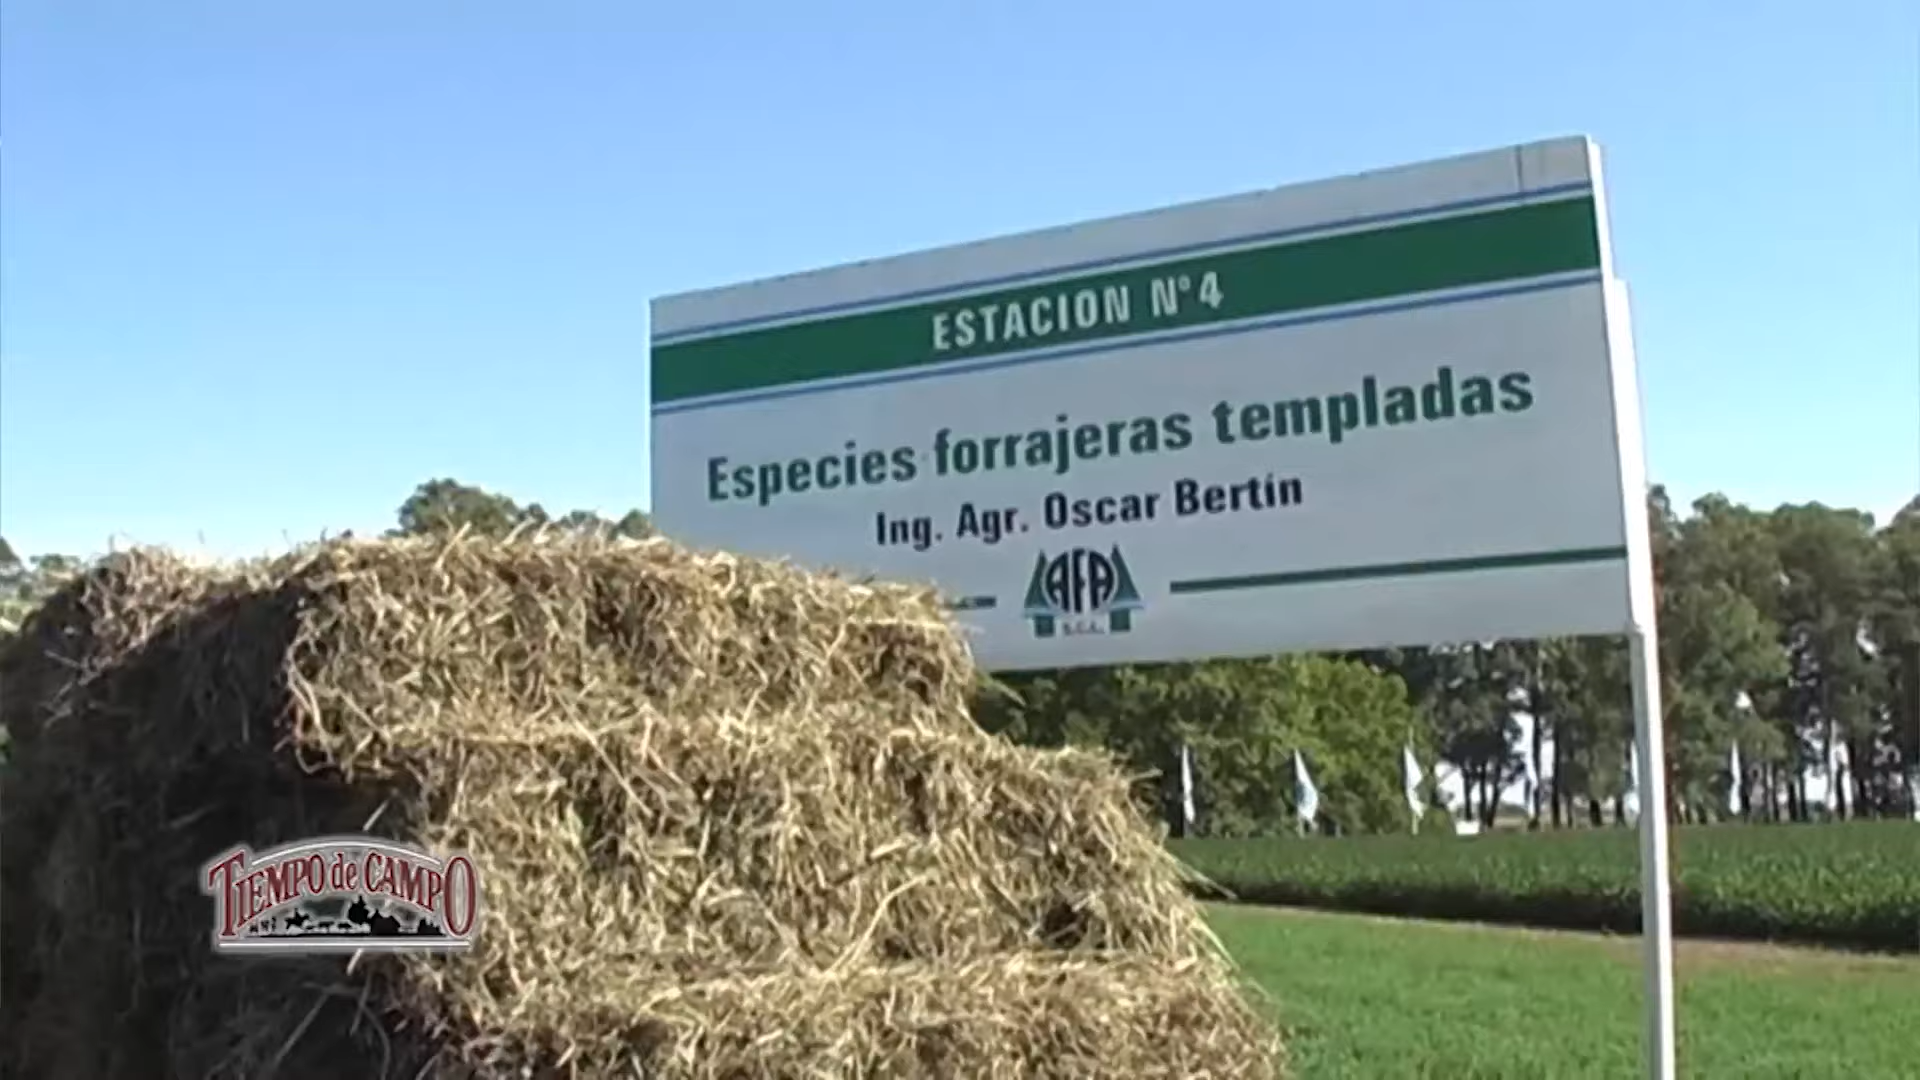 ESTACION N° 4
Especies forrajeras templadas
Ing. Agr. Oscar Bertín
AFA
S.C.L.
TIEMPO de CAMPO